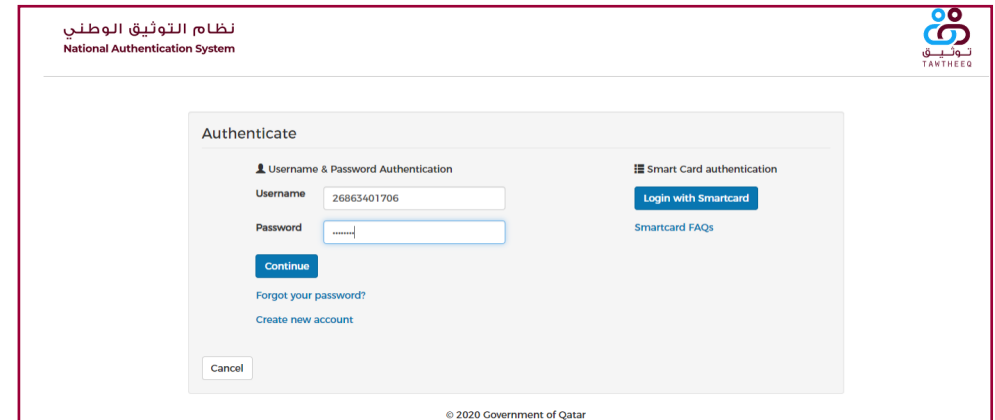 نظام التوثيق الوطني
National Authentication System
توثيق
TAWTHEEQ
Authenticate
Username & Password Authentication
Username
26863401706
Password
........
Continue
Forgot your password?
Create new account
Smart Card authentication
Login with Smartcard
Smartcard FAQs
Cancel
© 2020 Government of Qatar